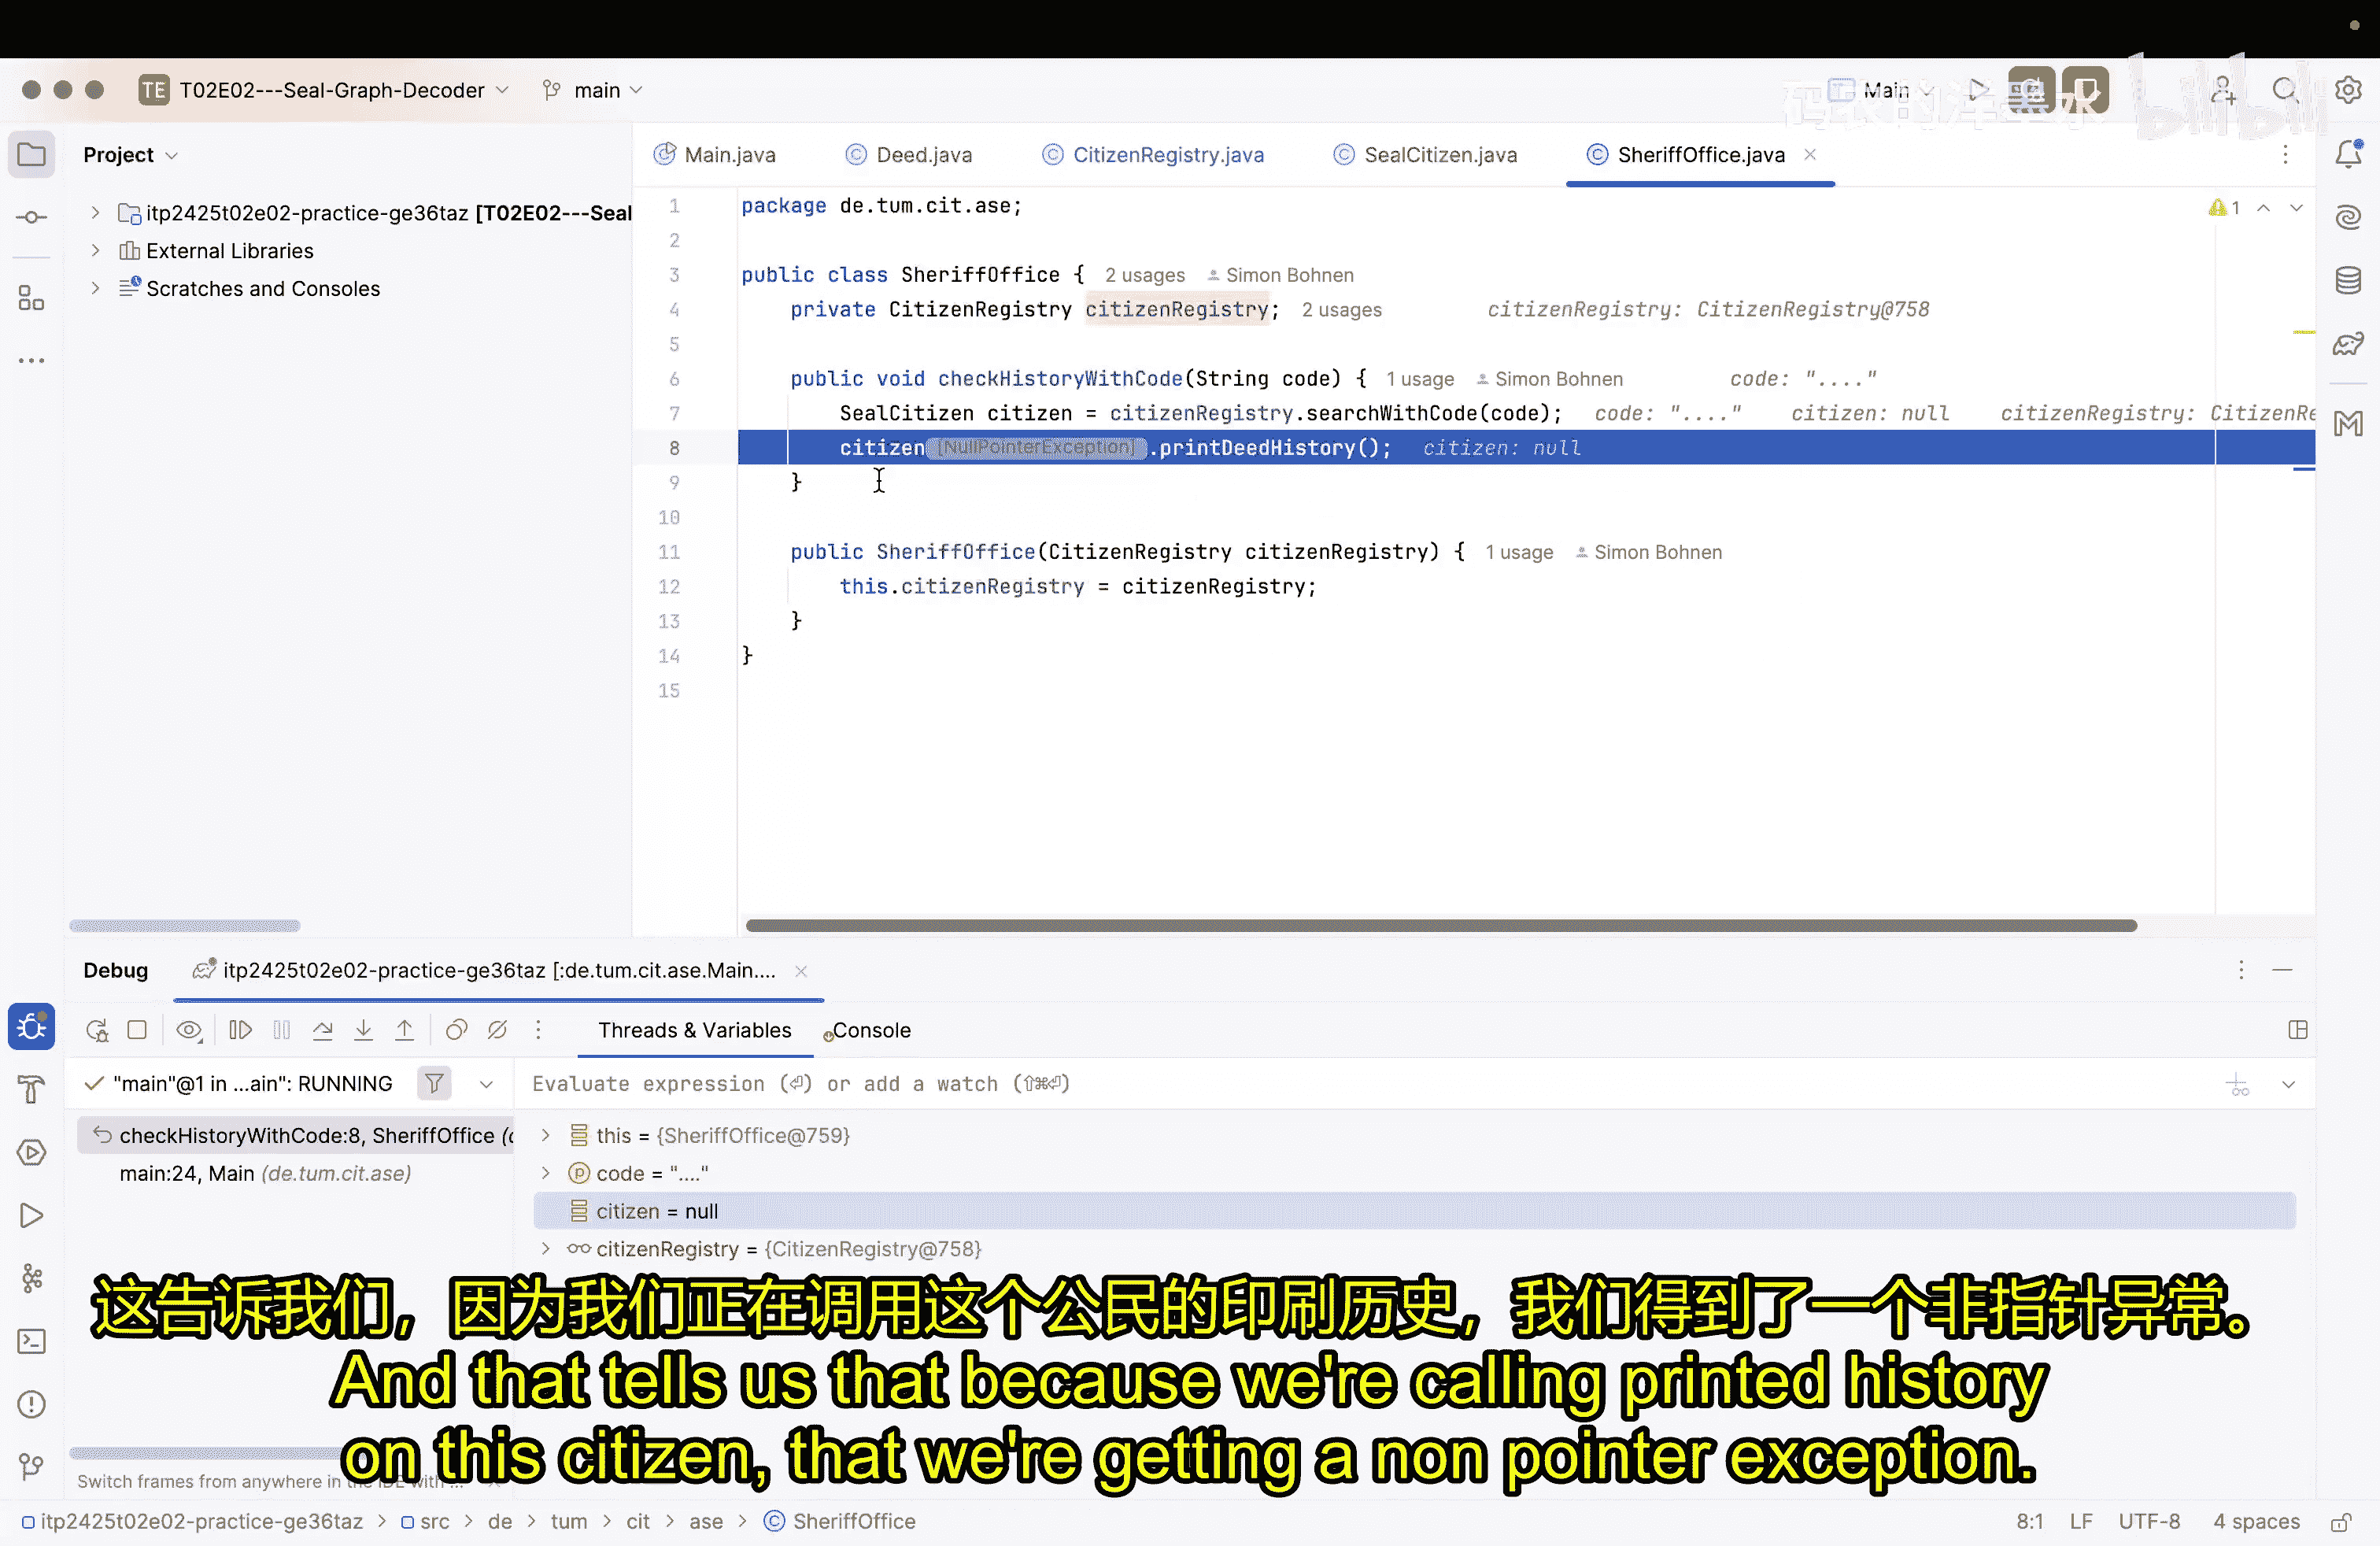 TE T02E02---Seal-Graph-Decoder main
Main
Project
itp2425t02e02-practice-ge36taz [T02E02---Seal
External Libraries
Scratches and Consoles
Main.java Deed.java CitizenRegistry.java SealCitizen.java SheriffOffice.java
1 package de.tum.cit.ase;
1
2
3 public class SheriffOffice { 2 usages Simon Bohnen
4 private CitizenRegistry citizenRegistry; 2 usages citizenRegistry: CitizenRegistry@758
5
6 public void checkHistoryWithCode(String code) { 1 usage Simon Bohnen code: "...."
7 SealCitizen citizen = citizenRegistry.searchWithCode(code); code: "...." citizen: null citizenRegistry: CitizenRe
8 citizen [NullPointerException] .printDeedHistory(); citizen: null
9 }
10
11 public SheriffOffice(CitizenRegistry citizenRegistry) { 1 usage Simon Bohnen
12 this.citizenRegistry = citizenRegistry;
13 }
14 }
15
Debug itp2425t02e02-practice-ge36taz [:de.tum.cit.ase.Main....
Threads & Variables Console
"main"@1 in ...ain": RUNNING
Evaluate expression (⏎) or add a watch (⇧⌘⏎)
checkHistoryWithCode:8, SheriffOffice (
main:24, Main (de.tum.cit.ase)
this = {SheriffOffice@759}
code = "...."
citizen = null
citizenRegistry = {CitizenRegistry@758}
这告诉我们，因为我们正在调用这个公民的印刷历史，我们得到了一个非指针异常。
And that tells us that because we're calling printed history
on this citizen, that we're getting a non pointer exception.
Switch frames from anywhere in the IDE with ...
itp2425t02e02-practice-ge36taz > src > de > tum > cit > ase > SheriffOffice
8:1 LF UTF-8 4 spaces
bilibili